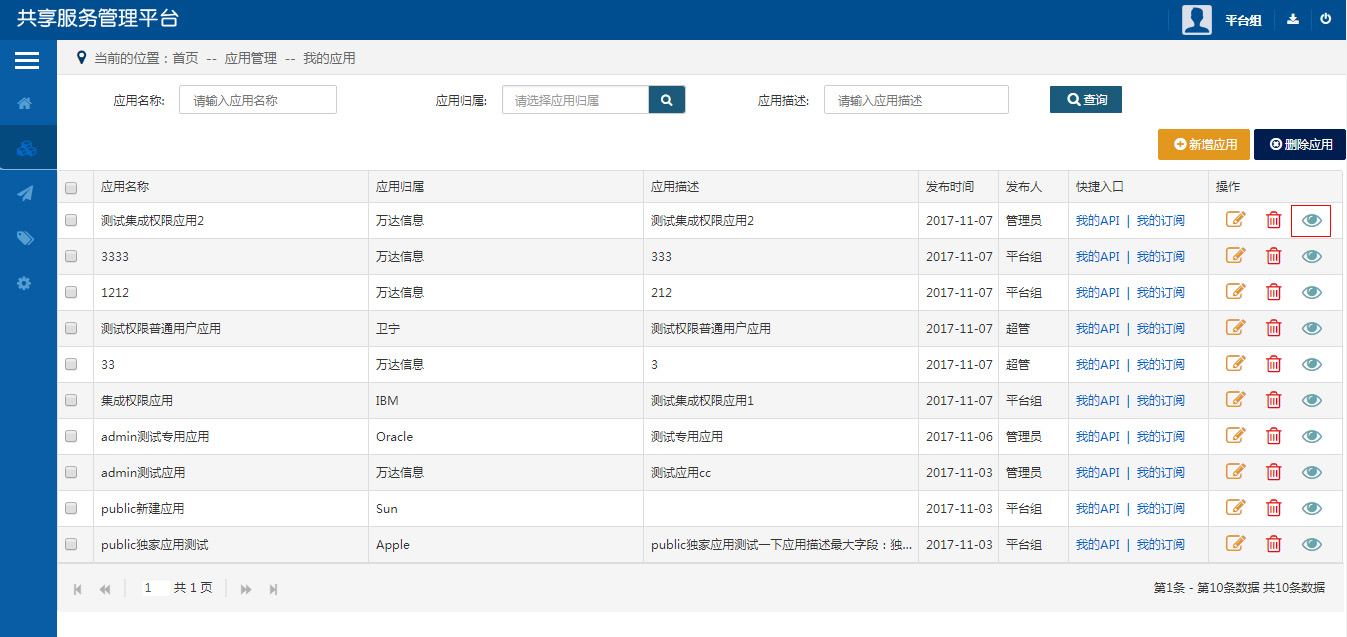 共享服务管理平台
平台组
当前的位置：首页 -- 应用管理 -- 我的应用
应用名称: 请输入应用名称 应用归属: 请选择应用归属 应用描述: 请输入应用描述 查询
新增应用 删除应用
应用名称 应用归属 应用描述 发布时间 发布人 快捷入口 操作
测试集成权限应用2 万达信息 测试集成权限应用2 2017-11-07 管理员 我的API | 我的订阅
3333 万达信息 333 2017-11-07 平台组 我的API | 我的订阅
1212 万达信息 212 2017-11-07 平台组 我的API | 我的订阅
测试权限普通用户应用 卫宁 测试权限普通用户应用 2017-11-07 超管 我的API | 我的订阅
33 万达信息 3 2017-11-07 超管 我的API | 我的订阅
集成权限应用 IBM 测试集成权限应用1 2017-11-07 平台组 我的API | 我的订阅
admin测试专用应用 Oracle 测试专用应用 2017-11-06 管理员 我的API | 我的订阅
admin测试应用 万达信息 测试应用cc 2017-11-03 管理员 我的API | 我的订阅
public新建应用 Sun 2017-11-03 平台组 我的API | 我的订阅
public独家应用测试 Apple public独家应用测试一下应用描述最大字段：独... 2017-11-03 平台组 我的API | 我的订阅
1 共 1 页 第1条 - 第10条数据 共10条数据